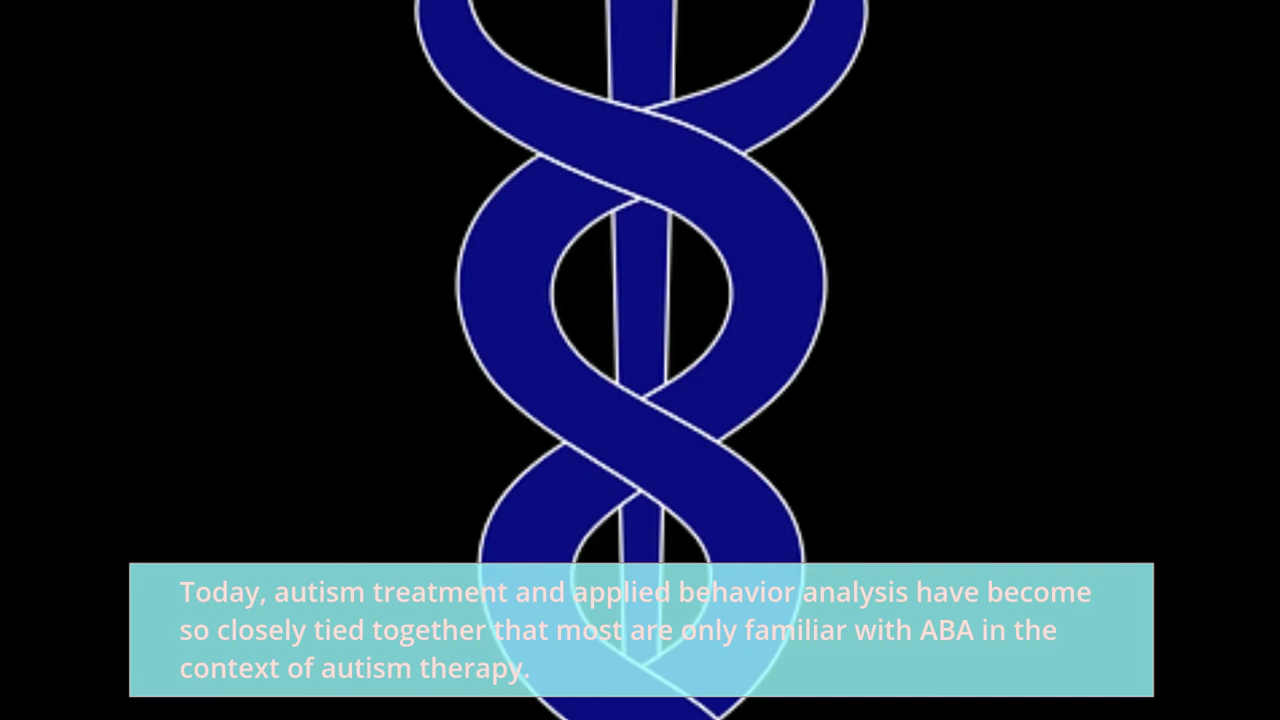 Today, autism treatment and applied behavior analysis have become
so closely tied together that most are only familiar with ABA in the
context of autism therapy.